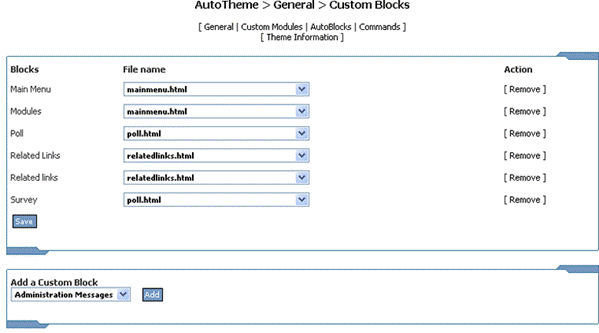 AutoTheme > General > Custom Blocks
[ General | Custom Modules | AutoBlocks | Commands ]
[ Theme Information ]
Blocks File name Action
Main Menu mainmenu.html [ Remove ]
Modules mainmenu.html [ Remove ]
Poll poll.html [ Remove ]
Related Links relatedlinks.html [ Remove ]
Related links relatedlinks.html [ Remove ]
Survey poll.html [ Remove ]
Save
Add a Custom Block
Administration Messages Add